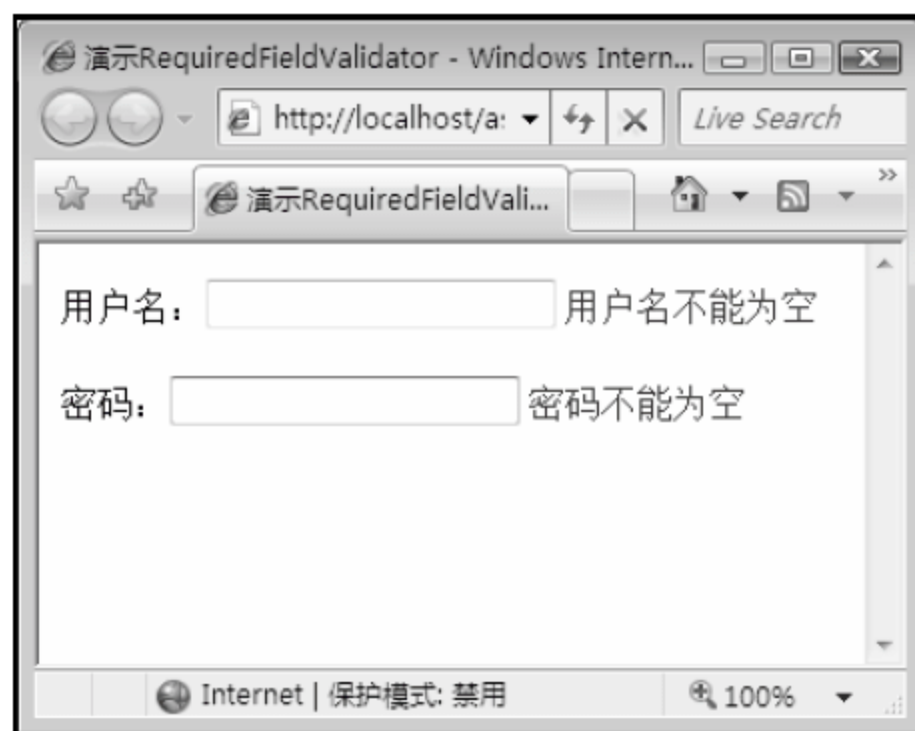 演示RequiredFieldValidator - Windows Intern...
http://localhost/a:
Live Search
演示RequiredFieldVali...
»
用户名： 用户名不能为空
密码： 密码不能为空
Internet | 保护模式: 禁用
100%